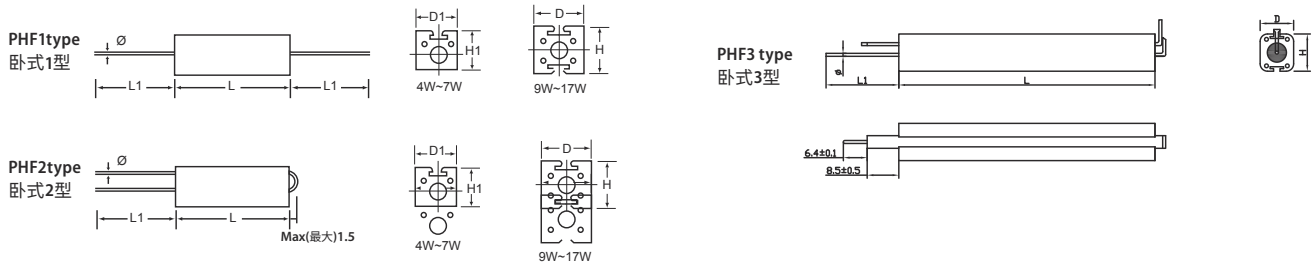 PHF1type
卧式1型
Ø
L1
L
L1
D1
H1
4W~7W
D
H
9W~17W
PHF2type
卧式2型
Ø
L1
L
Max(最大)1.5
D1
H1
4W~7W
D
H
9W~17W
PHF3 type
卧式3型
Ø
L1
L
D
H
6.4±0.1
8.5±0.5